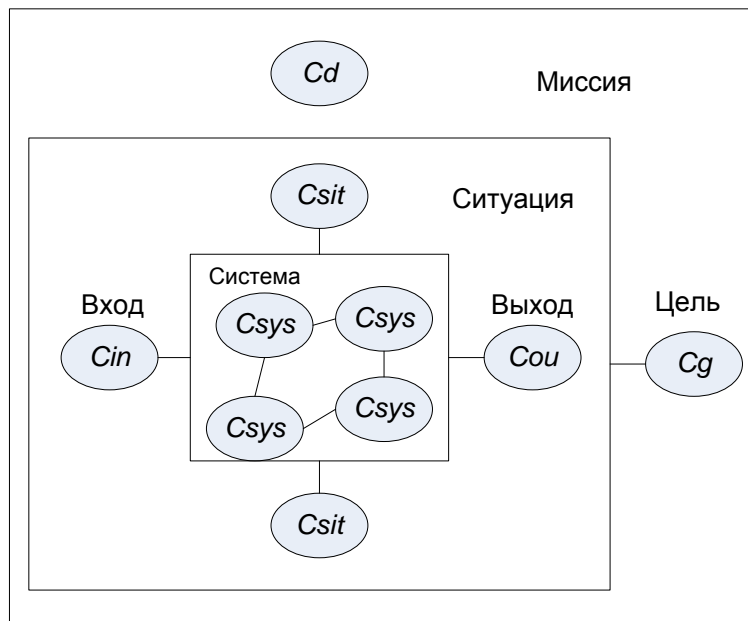 Cd
Миссия
Csit
Ситуация
Система
Вход
Csys
Csys
Выход
Цель
Cin
Cou
Cg
Csys
Csys
Csit